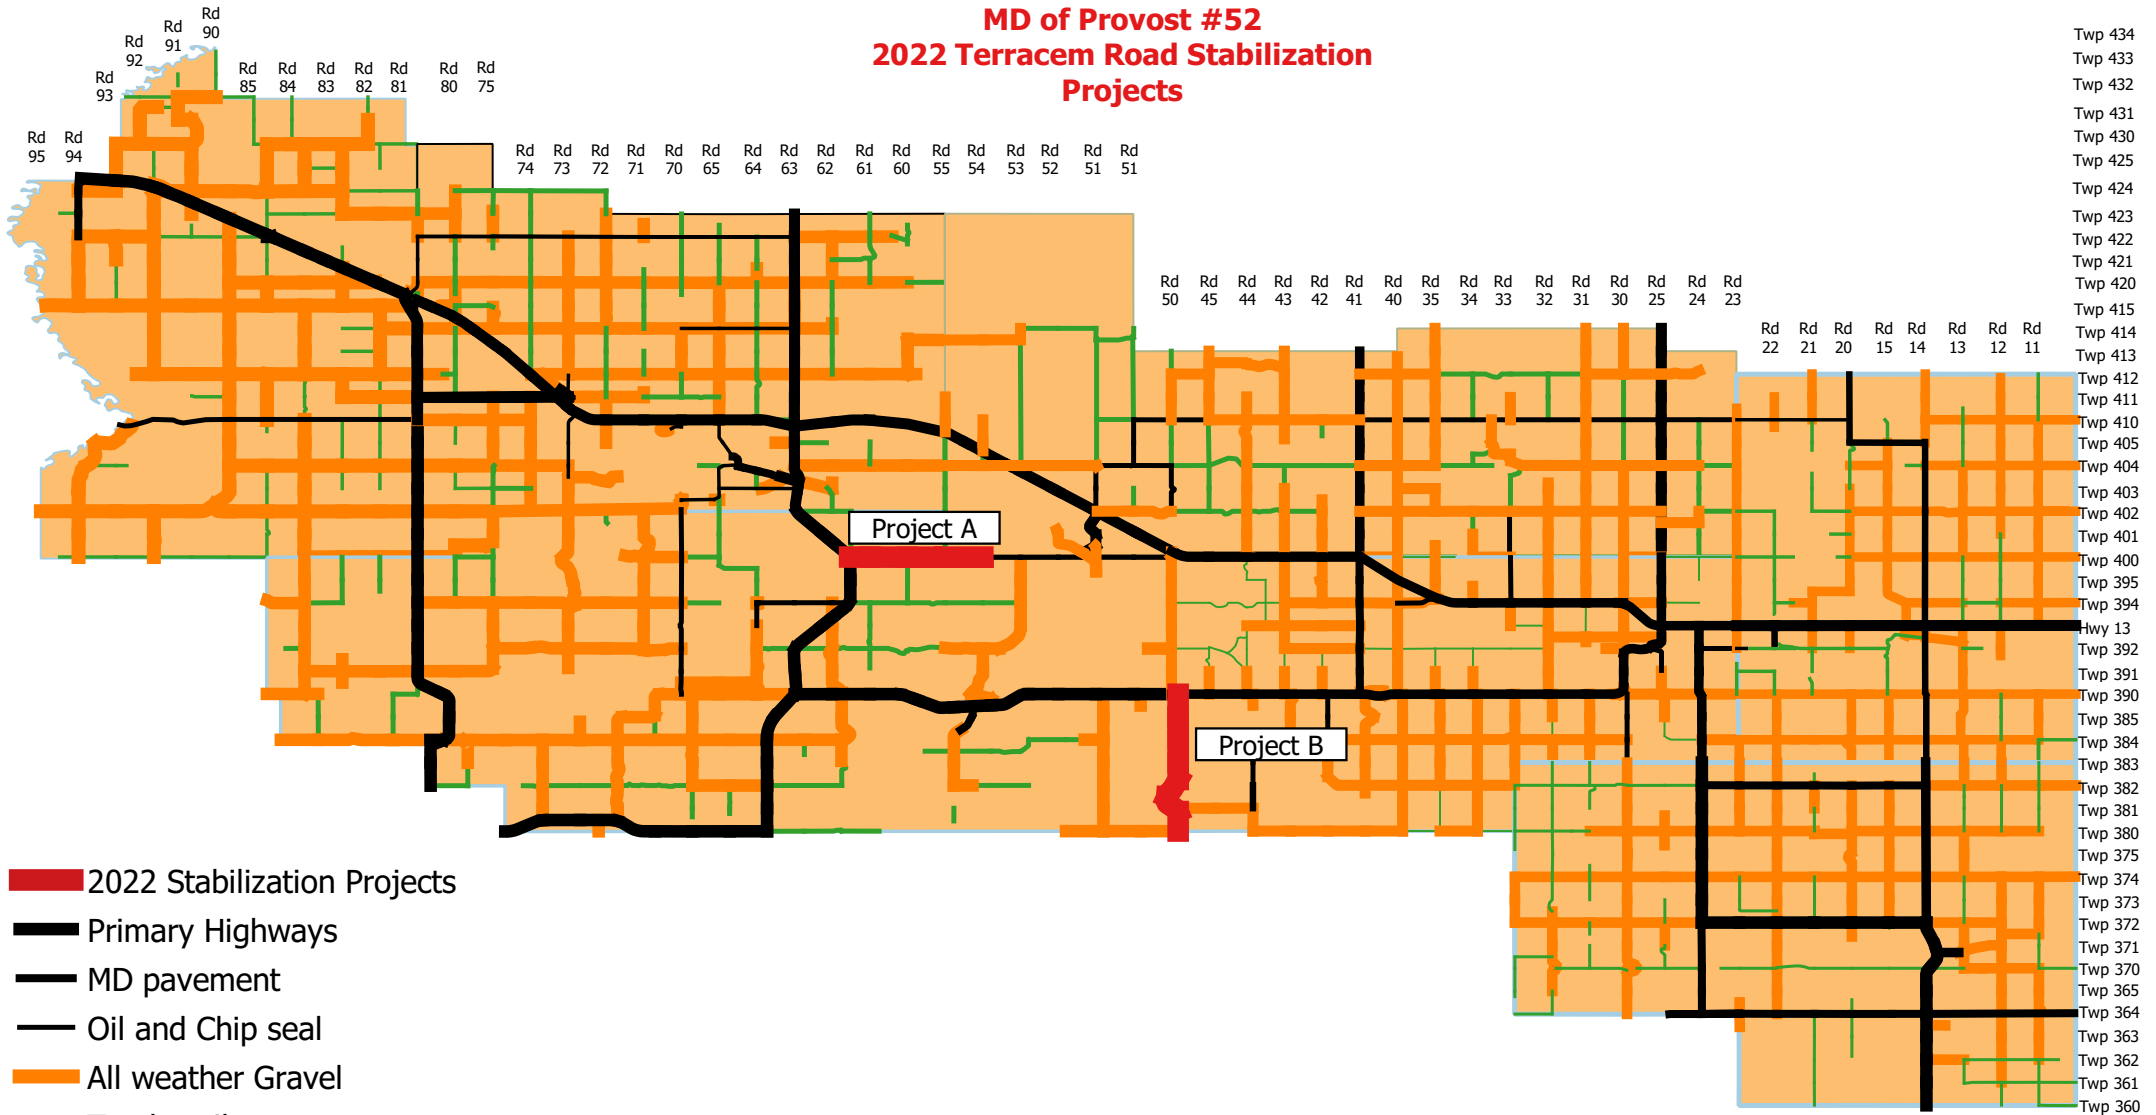 MD of Provost #52
2022 Terracem Road Stabilization
Projects
Rd 95
Rd 94
Rd 93
Rd 92
Rd 91
Rd 90
Rd 85
Rd 84
Rd 83
Rd 82
Rd 81
Rd 80
Rd 75
Rd 74
Rd 73
Rd 72
Rd 71
Rd 70
Rd 65
Rd 64
Rd 63
Rd 62
Rd 61
Rd 60
Rd 55
Rd 54
Rd 53
Rd 52
Rd 51
Rd 51
Rd 50
Rd 45
Rd 44
Rd 43
Rd 42
Rd 41
Rd 40
Rd 35
Rd 34
Rd 33
Rd 32
Rd 31
Rd 30
Rd 25
Rd 24
Rd 23
Rd 22
Rd 21
Rd 20
Rd 15
Rd 14
Rd 13
Rd 12
Rd 11
Twp 434
Twp 433
Twp 432
Twp 431
Twp 430
Twp 425
Twp 424
Twp 423
Twp 422
Twp 421
Twp 420
Twp 415
Twp 414
Twp 413
Twp 412
Twp 411
Twp 410
Twp 405
Twp 404
Twp 403
Twp 402
Twp 401
Twp 400
Twp 395
Twp 394
Hwy 13
Twp 392
Twp 391
Twp 390
Twp 385
Twp 384
Twp 383
Twp 382
Twp 381
Twp 380
Twp 375
Twp 374
Twp 373
Twp 372
Twp 371
Twp 370
Twp 365
Twp 364
Twp 363
Twp 362
Twp 361
Twp 360
Project A
Project B
2022 Stabilization Projects
Primary Highways
MD pavement
Oil and Chip seal
All weather Gravel